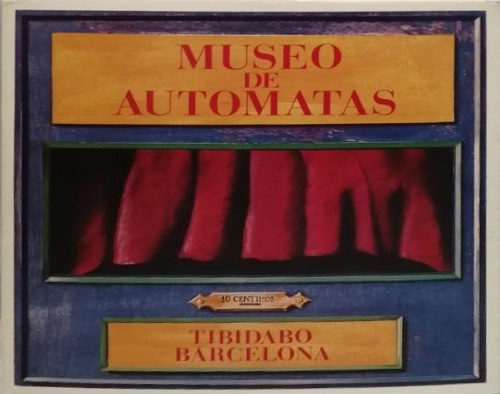 MUSEO
DE
AUTOMATAS
10 CENTIMOS
TIBIDABO
BARCELONA